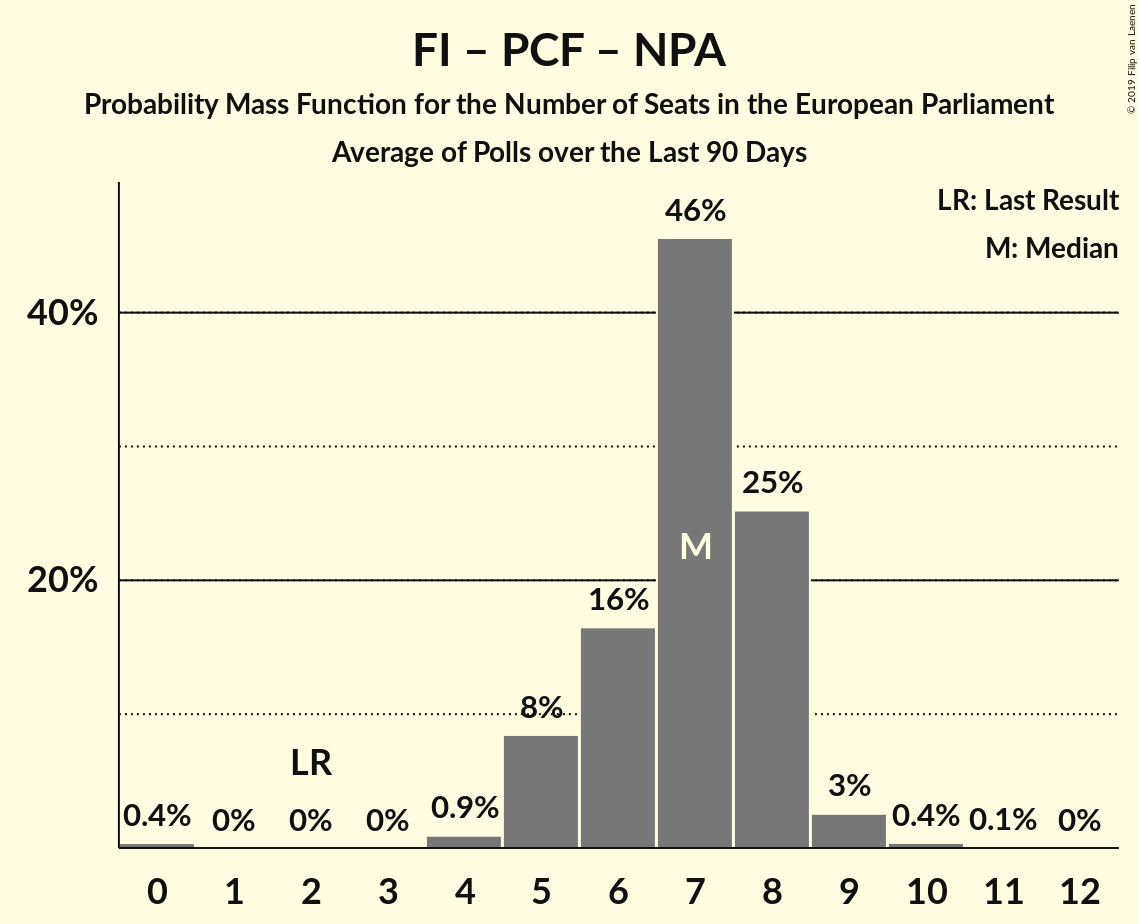 FI – PCF – NPA
Probability Mass Function for the Number of Seats in the European Parliament
Average of Polls over the Last 90 Days
© 2019 Filip van Laenen
LR: Last Result
M: Median
46%
40%
25%
M
20%
16%
8%
LR
0.4% 0% 0% 0% 0.9% 3% 0.4% 0.1% 0%
0 1 2 3 4 5 6 7 8 9 10 11 12